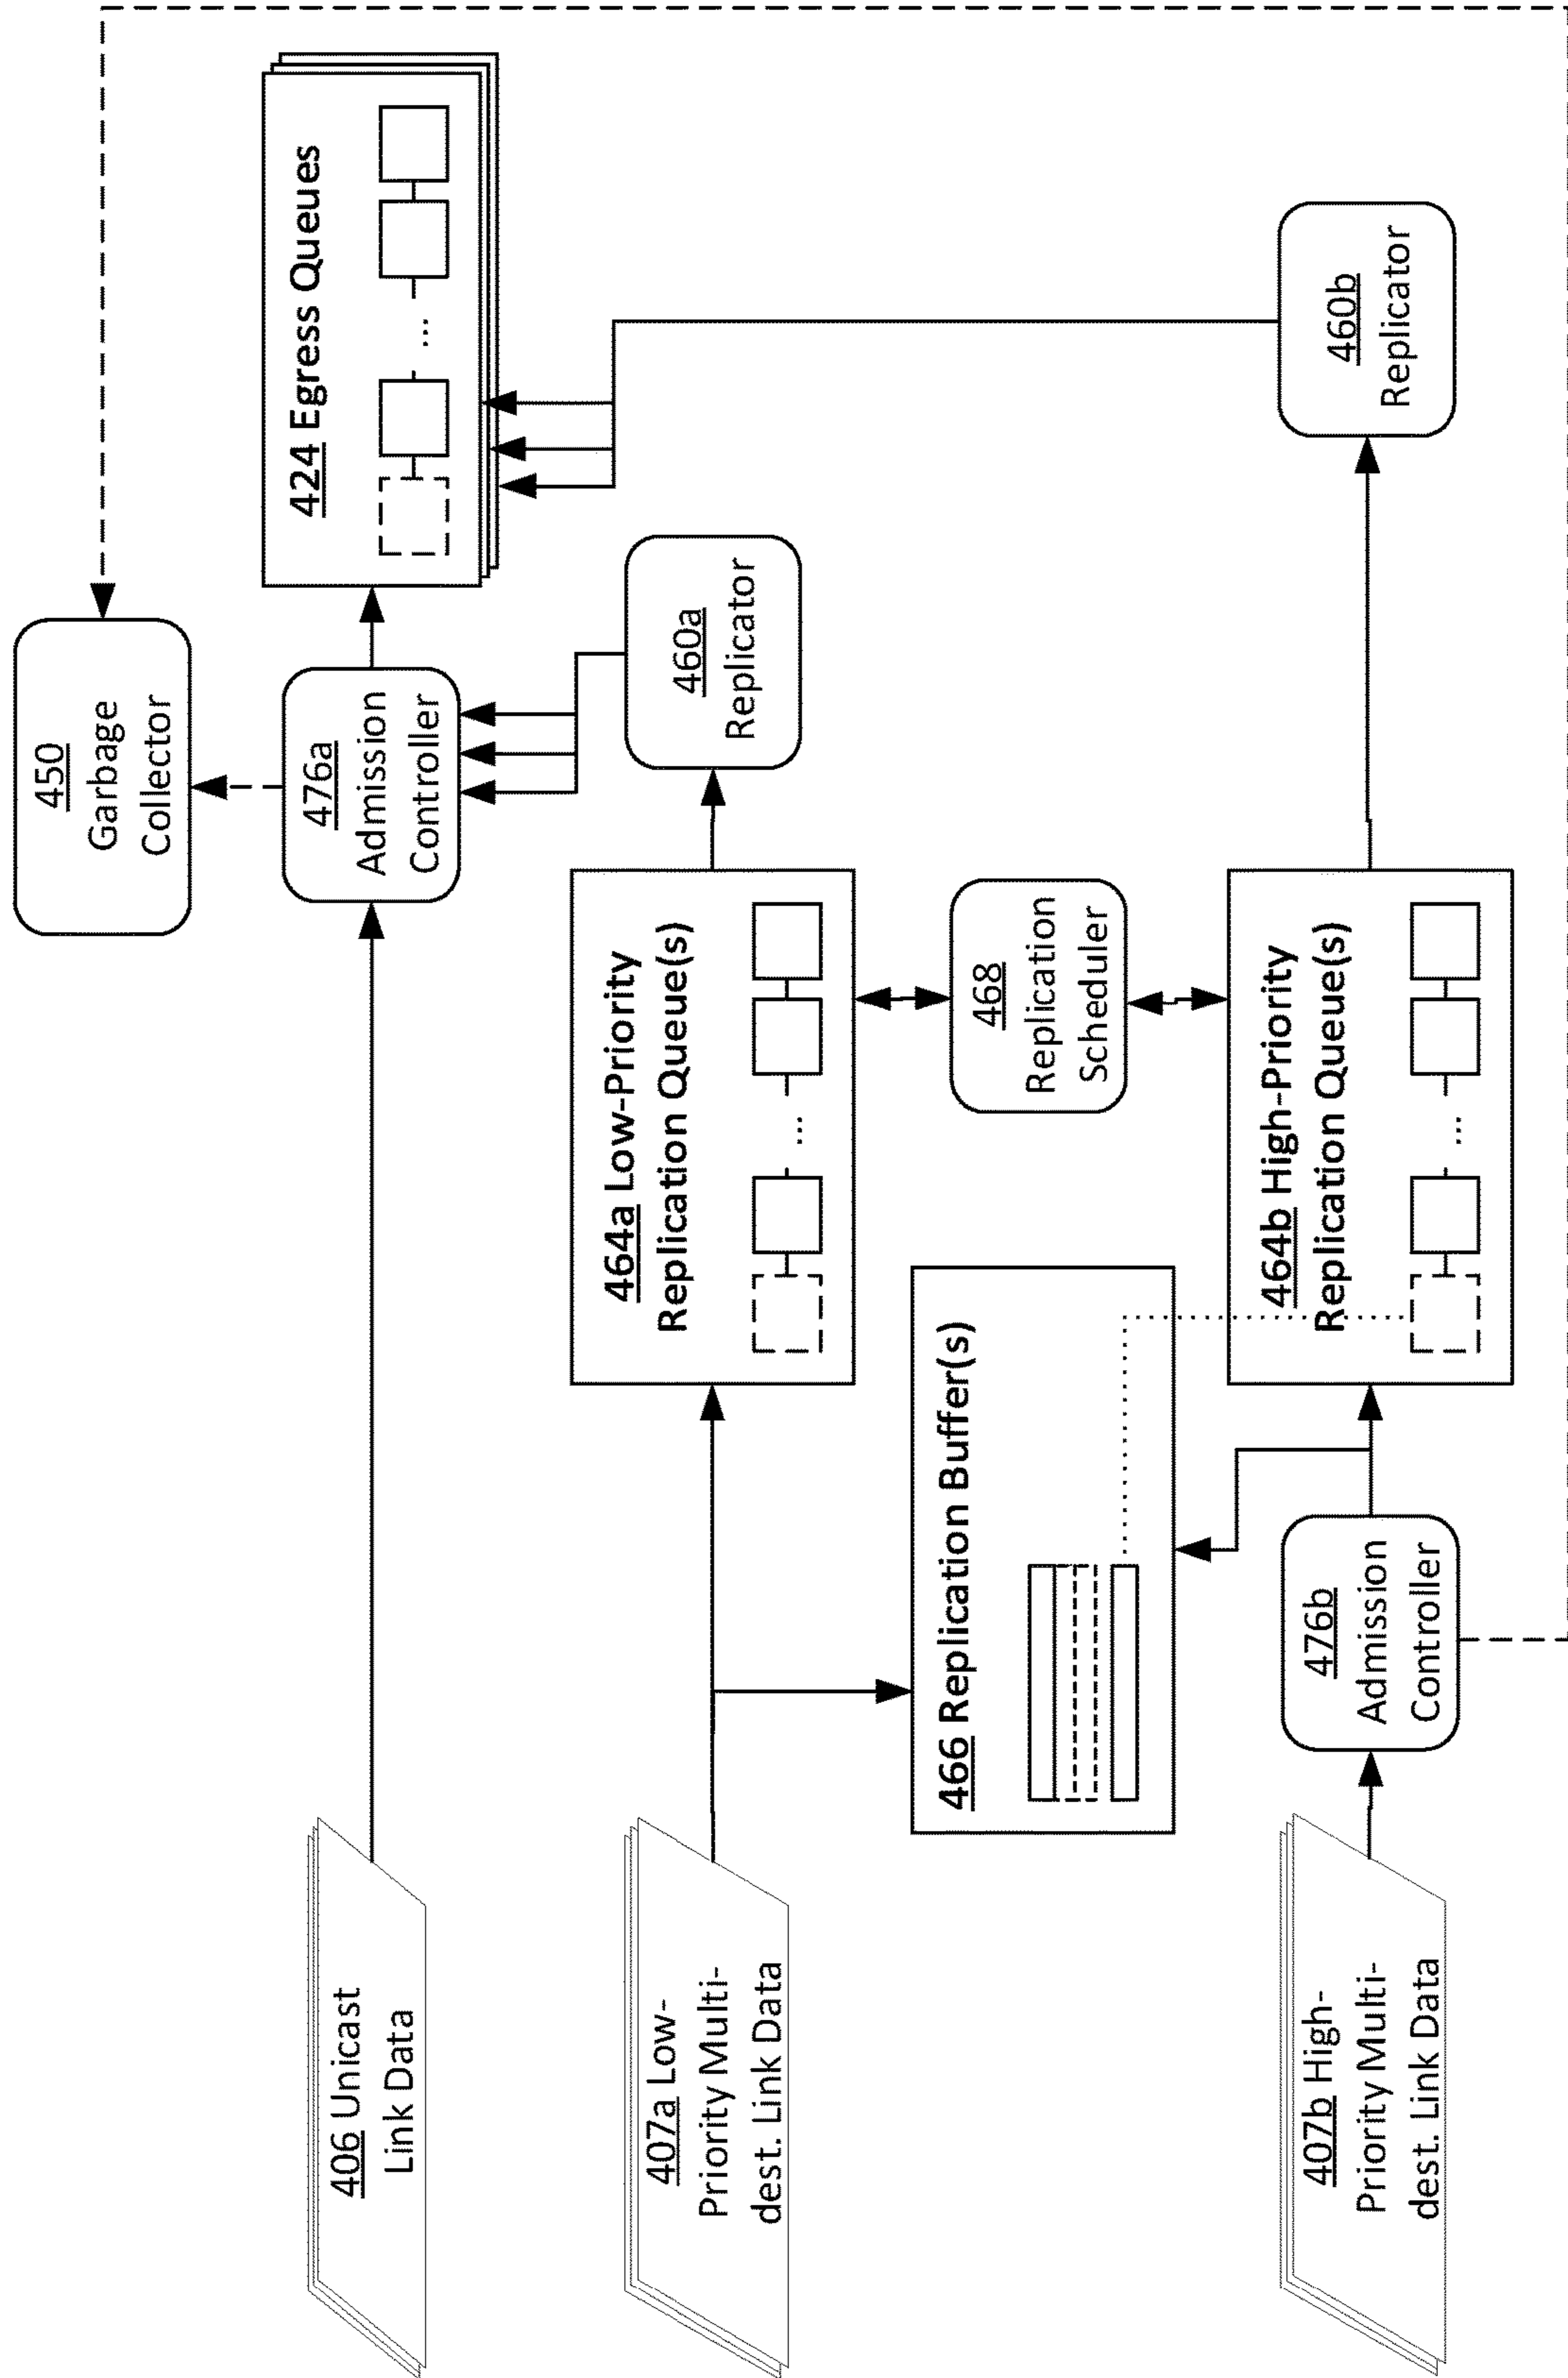 450
Garbage
Collector
406 Unicast
Link Data
476a
Admission
Controller
424 Egress Queues
...
407a Low-
Priority Multi-
dest. Link Data
464a Low-Priority
Replication Queue(s)
...
460a
Replicator
466 Replication Buffer(s)
468
Replication
Scheduler
407b High-
Priority Multi-
dest. Link Data
476b
Admission
Controller
464b High-Priority
Replication Queue(s)
...
460b
Replicator